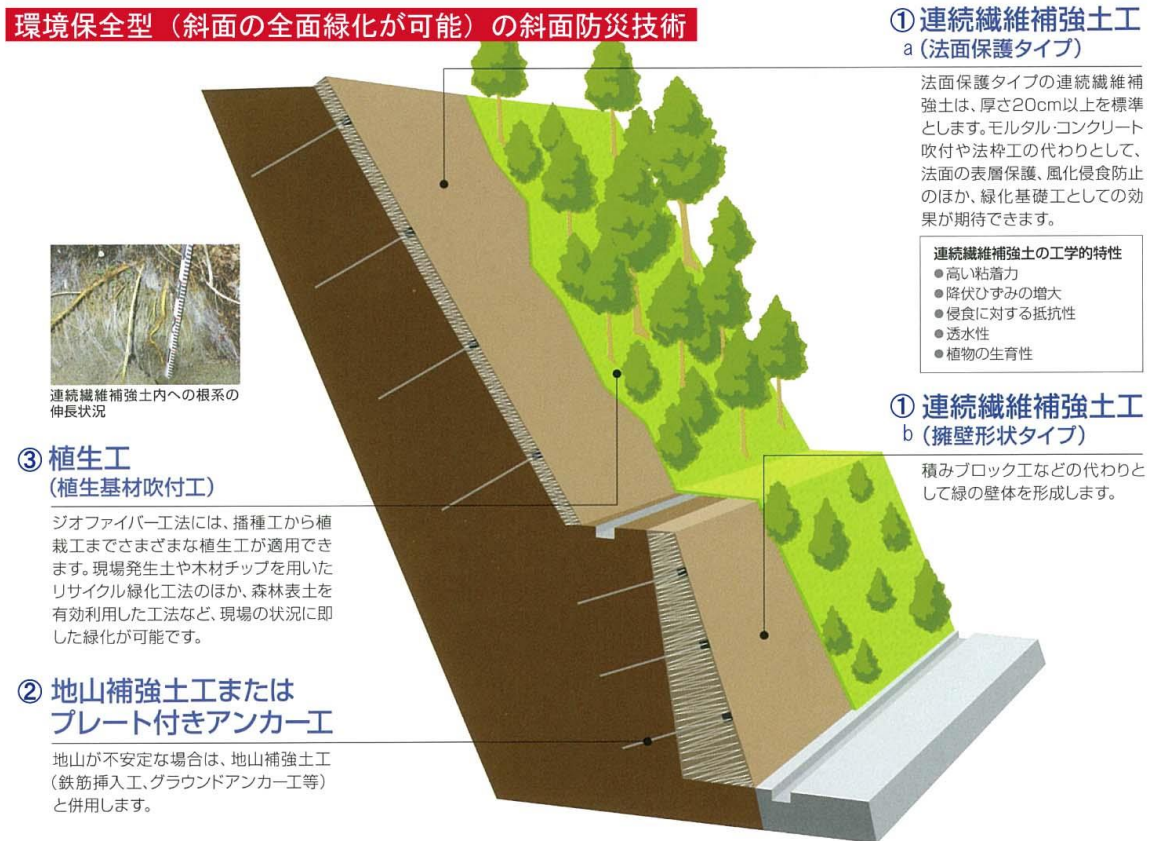 環境保全型（斜面の全面緑化が可能）の斜面防災技術
① 連続繊維補強土工
a (法面保護タイプ)
法面保護タイプの連続繊維補
強土は、厚さ20cm以上を標準
とします。モルタル・コンクリート
吹付や法枠工の代わりとして、
法面の表層保護、風化侵食防止
のほか、緑化基礎工としての効
果が期待できます。
連続繊維補強土の工学的特性
●高い粘着力
●降伏ひずみの増大
●侵食に対する抵抗性
●透水性
●植物の生育性
① 連続繊維補強土工
b (擁壁形状タイプ)
積みブロック工などの代わりと
して緑の壁体を形成します。
連続繊維補強土内への根系の
伸長状況
③ 植生工
(植生基材吹付工)
ジオファイバー工法には、播種工から植
栽工までさまざまな植生工が適用でき
ます。現場発生土や木材チップを用いた
リサイクル緑化工法のほか、森林表土を
有効利用した工法など、現場の状況に即
した緑化が可能です。
② 地山補強土工または
プレート付きアンカー工
地山が不安定な場合は、地山補強土工
(鉄筋挿入工、グラウンドアンカー工等)
と併用します。